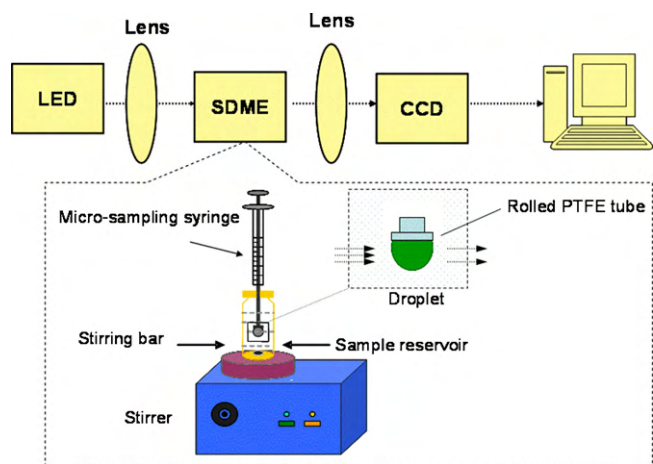 Lens
Lens
LED
SDME
CCD
Micro-sampling syringe
Rolled PTFE tube
Droplet
Stirring bar
Sample reservoir
Stirrer